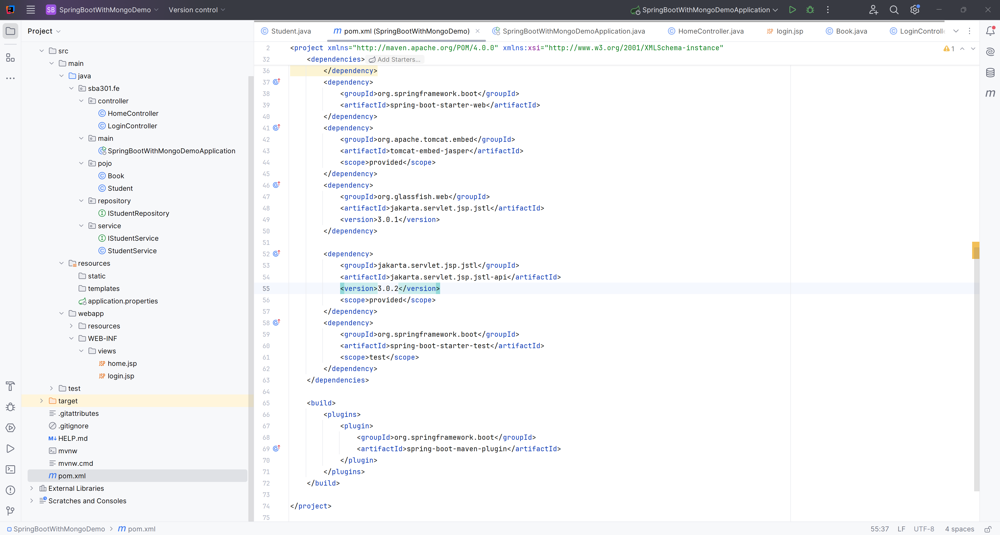 SB SpringBootWithMongoDemo Version control SpringBootWithMongoDemoApplication
Project
src
main
java
sba301.fe
controller
HomeController
LoginController
main
SpringBootWithMongoDemoApplication
pojo
Book
Student
repository
IStudentRepository
service
IStudentService
StudentService
resources
static
templates
application.properties
webapp
resources
WEB-INF
views
JSP home.jsp
JSP login.jsp
test
target
.gitattributes
.gitignore
M↓ HELP.md
mvnw
mvnw.cmd
m pom.xml
External Libraries
Scratches and Consoles
Student.java m pom.xml (SpringBootWithMongoDemo) SpringBootWithMongoDemoApplication.java HomeController.java JSP login.jsp Book.java LoginControlle
2 <project xmlns="http://maven.apache.org/POM/4.0.0" xmlns:xsi="http://www.w3.org/2001/XMLSchema-instance" 1
32 <dependencies> Add Starters...
36 </dependency>
37 <dependency>
38 <groupId>org.springframework.boot</groupId>
39 <artifactId>spring-boot-starter-web</artifactId>
40 </dependency>
41 <dependency>
42 <groupId>org.apache.tomcat.embed</groupId>
43 <artifactId>tomcat-embed-jasper</artifactId>
44 <scope>provided</scope>
45 </dependency>
46 <dependency>
47 <groupId>org.glassfish.web</groupId>
48 <artifactId>jakarta.servlet.jsp.jstl</artifactId>
49 <version>3.0.1</version>
50 </dependency>
51
52 <dependency>
53 <groupId>jakarta.servlet.jsp.jstl</groupId>
54 <artifactId>jakarta.servlet.jsp.jstl-api</artifactId>
55 <version>3.0.2</version>
56 <scope>provided</scope>
57 </dependency>
58 <dependency>
59 <groupId>org.springframework.boot</groupId>
60 <artifactId>spring-boot-starter-test</artifactId>
61 <scope>test</scope>
62 </dependency>
63 </dependencies>
64
65 <build>
66 <plugins>
67 <plugin>
68 <groupId>org.springframework.boot</groupId>
69 <artifactId>spring-boot-maven-plugin</artifactId>
70 </plugin>
71 </plugins>
72 </build>
73
74 </project>
75
SpringBootWithMongoDemo > m pom.xml 55:37 LF UTF-8 4 spaces